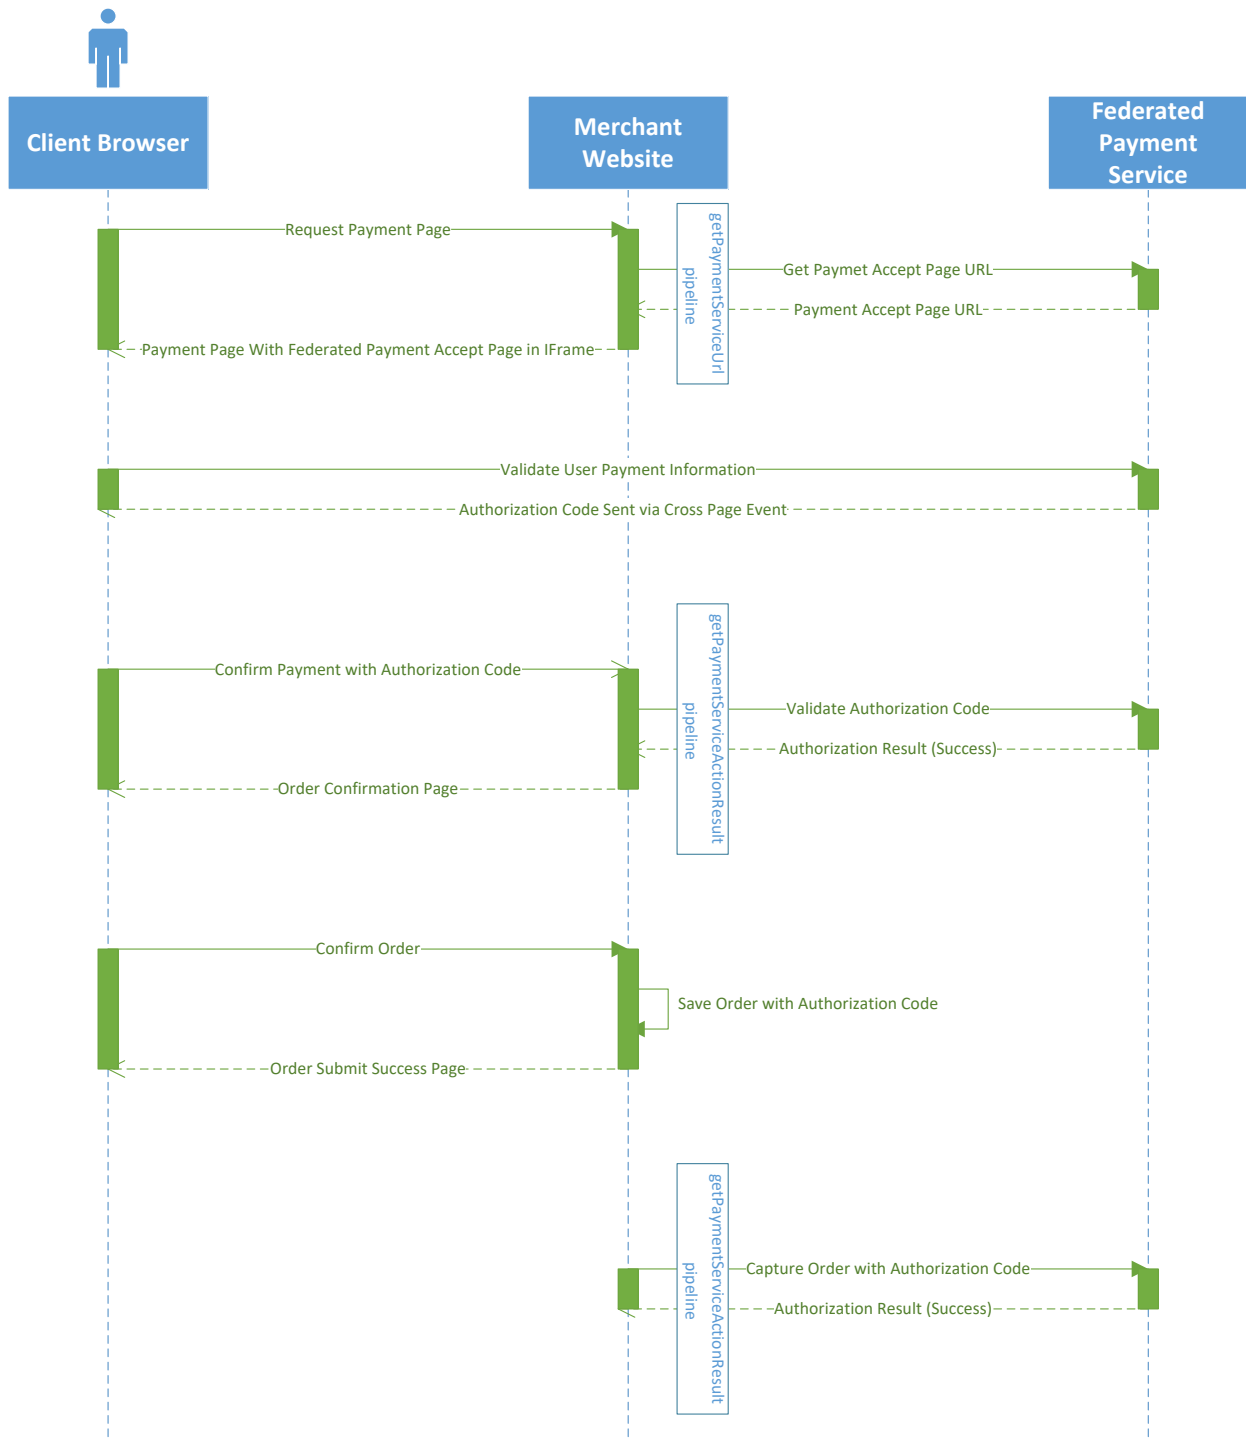 Client Browser
Merchant
Website
Federated
Payment
Service
Request Payment Page
getPaymentServiceUrl
pipeline
Get Paymet Accept Page URL
Payment Accept Page URL
Payment Page With Federated Payment Accept Page in IFrame
Validate User Payment Information
Authorization Code Sent via Cross Page Event
getPaymentServiceActionResult
pipeline
Confirm Payment with Authorization Code
Validate Authorization Code
Authorization Result (Success)
Order Confirmation Page
Confirm Order
Save Order with Authorization Code
Order Submit Success Page
getPaymentServiceActionResult
pipeline
Capture Order with Authorization Code
Authorization Result (Success)